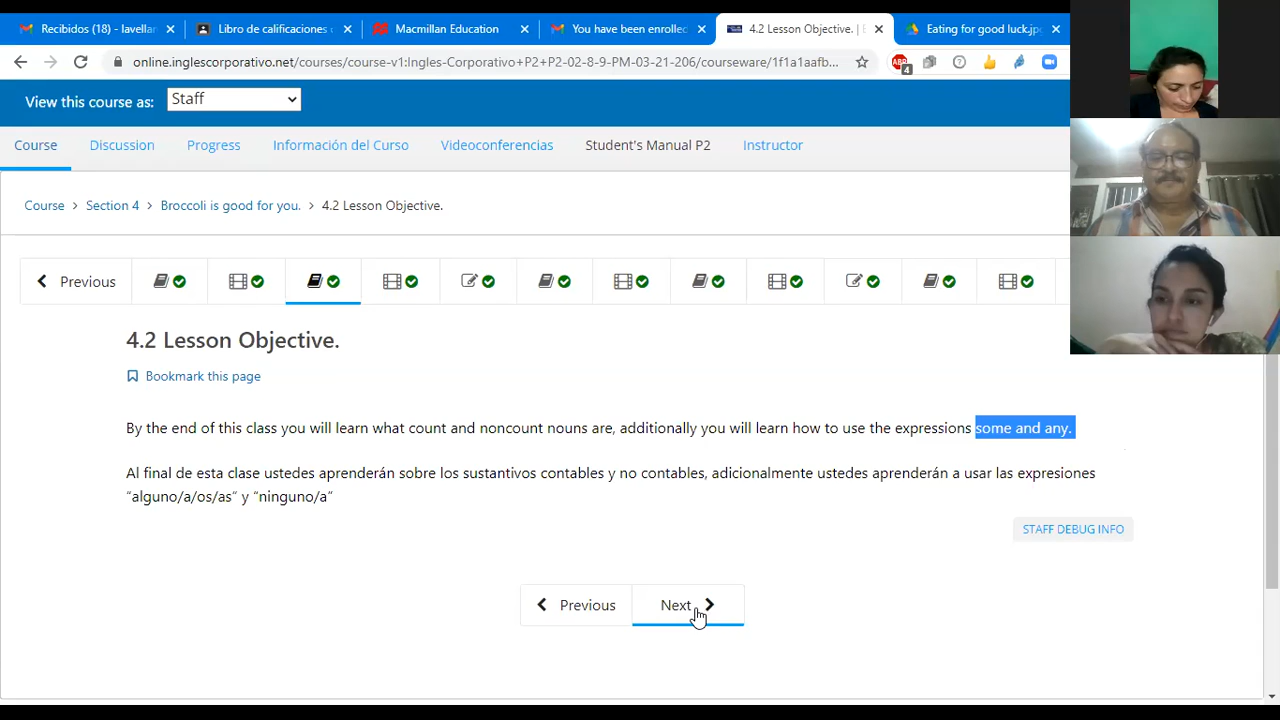 Recibidos (18) - lavellan
Libro de calificaciones d
Macmillan Education
You have been enrolled
4.2 Lesson Objective. | E
Eating for good luck.jpg
online.inglescorporativo.net/courses/course-v1:Ingles-Corporativo+P2+P2-02-8-9-PM-03-21-206/courseware/1f1a1aafb...
4
View this course as:
Staff
Course
Discussion
Progress
Información del Curso
Videoconferencias
Student's Manual P2
Instructor
Course > Section 4 > Broccoli is good for you. > 4.2 Lesson Objective.
Previous
4.2 Lesson Objective.
Bookmark this page
By the end of this class you will learn what count and noncount nouns are, additionally you will learn how to use the expressions some and any.
Al final de esta clase ustedes aprenderán sobre los sustantivos contables y no contables, adicionalmente ustedes aprenderán a usar las expresiones
“alguno/a/os/as” y “ninguno/a”
STAFF DEBUG INFO
Previous
Next